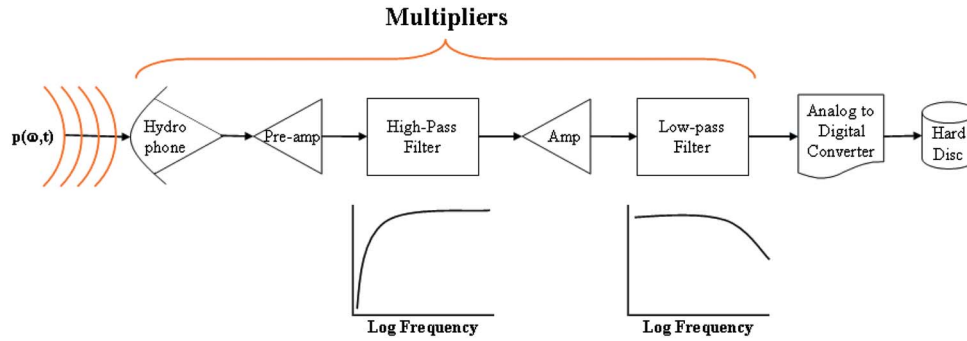 Multipliers
p(ω,t)
Hydro
phone
Pre-amp
High-Pass
Filter
Amp
Low-pass
Filter
Analog to
Digital
Converter
Hard
Disc
Log Frequency
Log Frequency